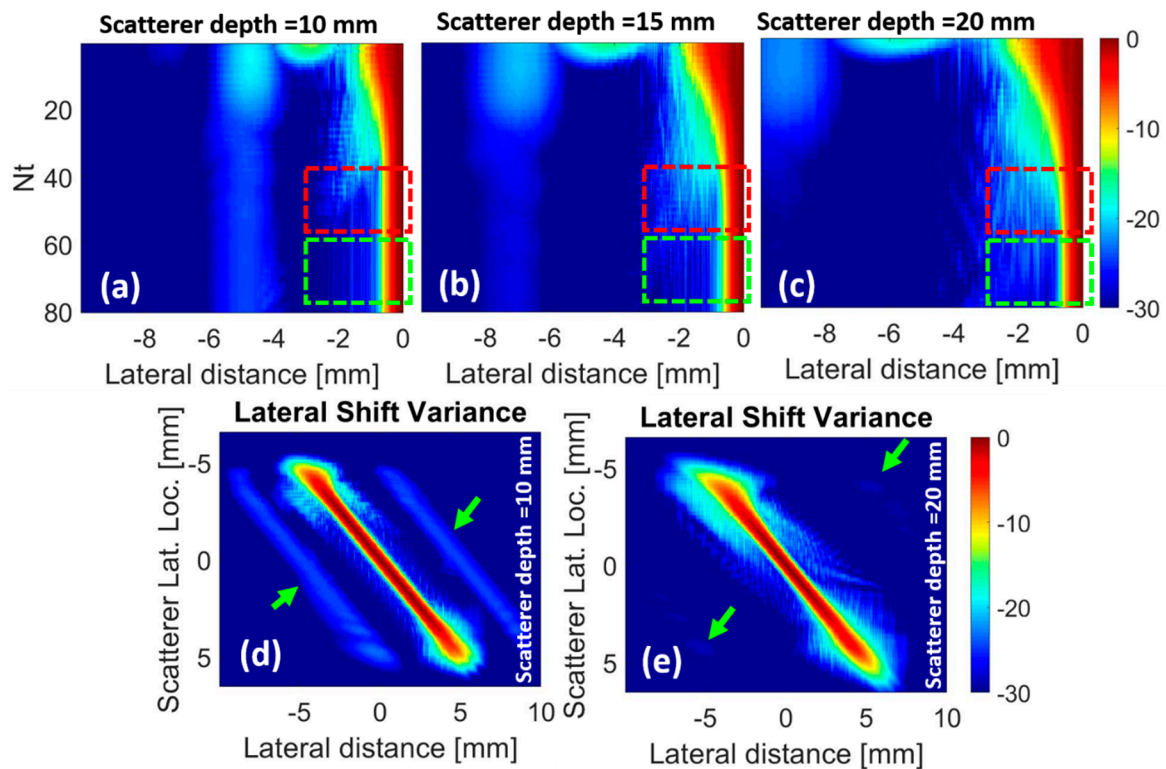 Scatterer depth =10 mm
Scatterer depth =15 mm
Scatterer depth =20 mm
Nt
20
40
60
80
(a)
(b)
(c)
-8
-6
-4
-2
0
-8
-6
-4
-2
0
-8
-6
-4
-2
0
Lateral distance [mm]
Lateral distance [mm]
Lateral distance [mm]
0
-10
-20
-30
Lateral Shift Variance
Scatterer Lat. Loc. [mm]
-5
0
5
(d)
Scatterer depth =10 mm
-5
0
5
10
Lateral distance [mm]
Lateral Shift Variance
Scatterer Lat. Loc. [mm]
-5
0
5
(e)
Scatterer depth =20 mm
-5
0
5
10
Lateral distance [mm]
0
-10
-20
-30